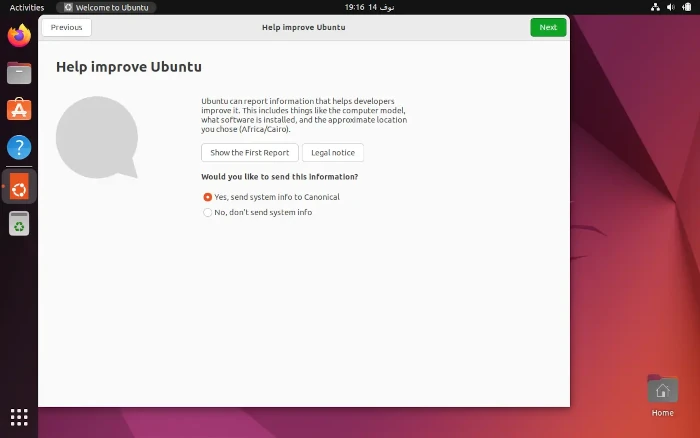 Activities
Welcome to Ubuntu
19:16 14 نوف
Previous
Help improve Ubuntu
Next
Help improve Ubuntu
Ubuntu can report information that helps developers
improve it. This includes things like the computer model,
what software is installed, and the approximate location
you chose (Africa/Cairo).
Show the First Report
Legal notice
Would you like to send this information?
Yes, send system info to Canonical
No, don't send system info
Home